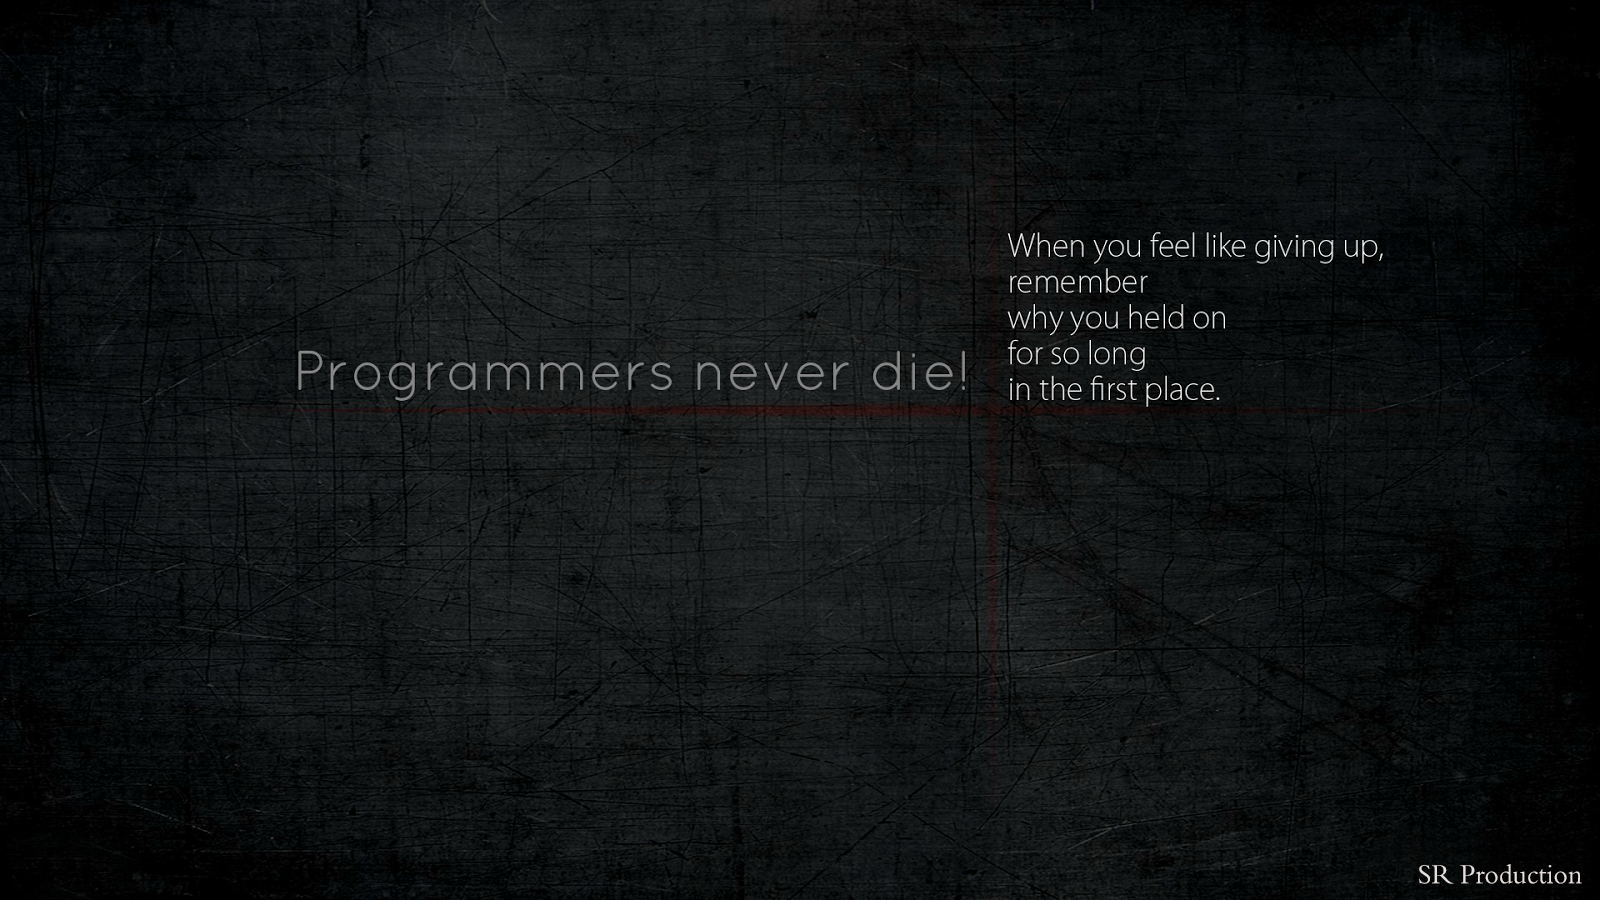 Programmers never die!
When you feel like giving up,
remember
why you held on
for so long
in the first place.
SR Production